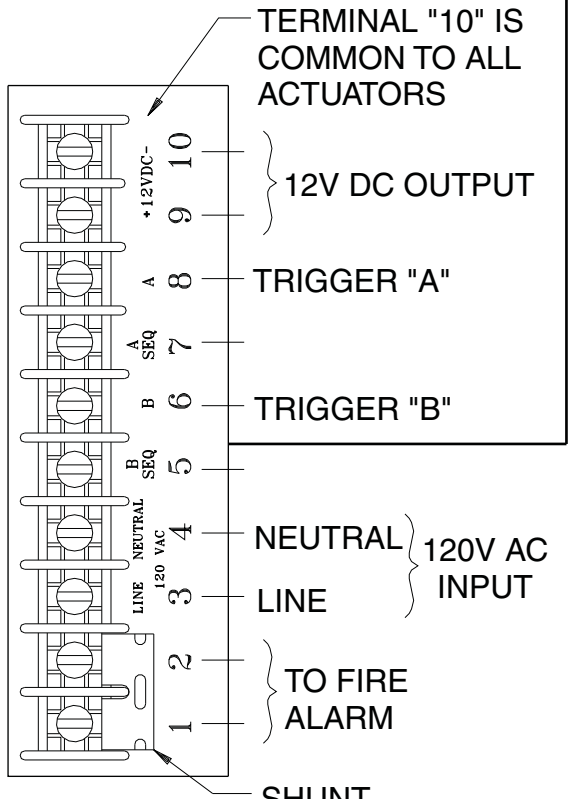 TERMINAL "10" IS
COMMON TO ALL
ACTUATORS
+12VDC-
10
9
12V DC OUTPUT
A
8
TRIGGER "A"
A
SEQ
7
B
6
TRIGGER "B"
B
SEQ
5
NEUTRAL
4
NEUTRAL
120 VAC
120V AC
INPUT
LINE
3
LINE
2
1
TO FIRE
ALARM
SHUNT